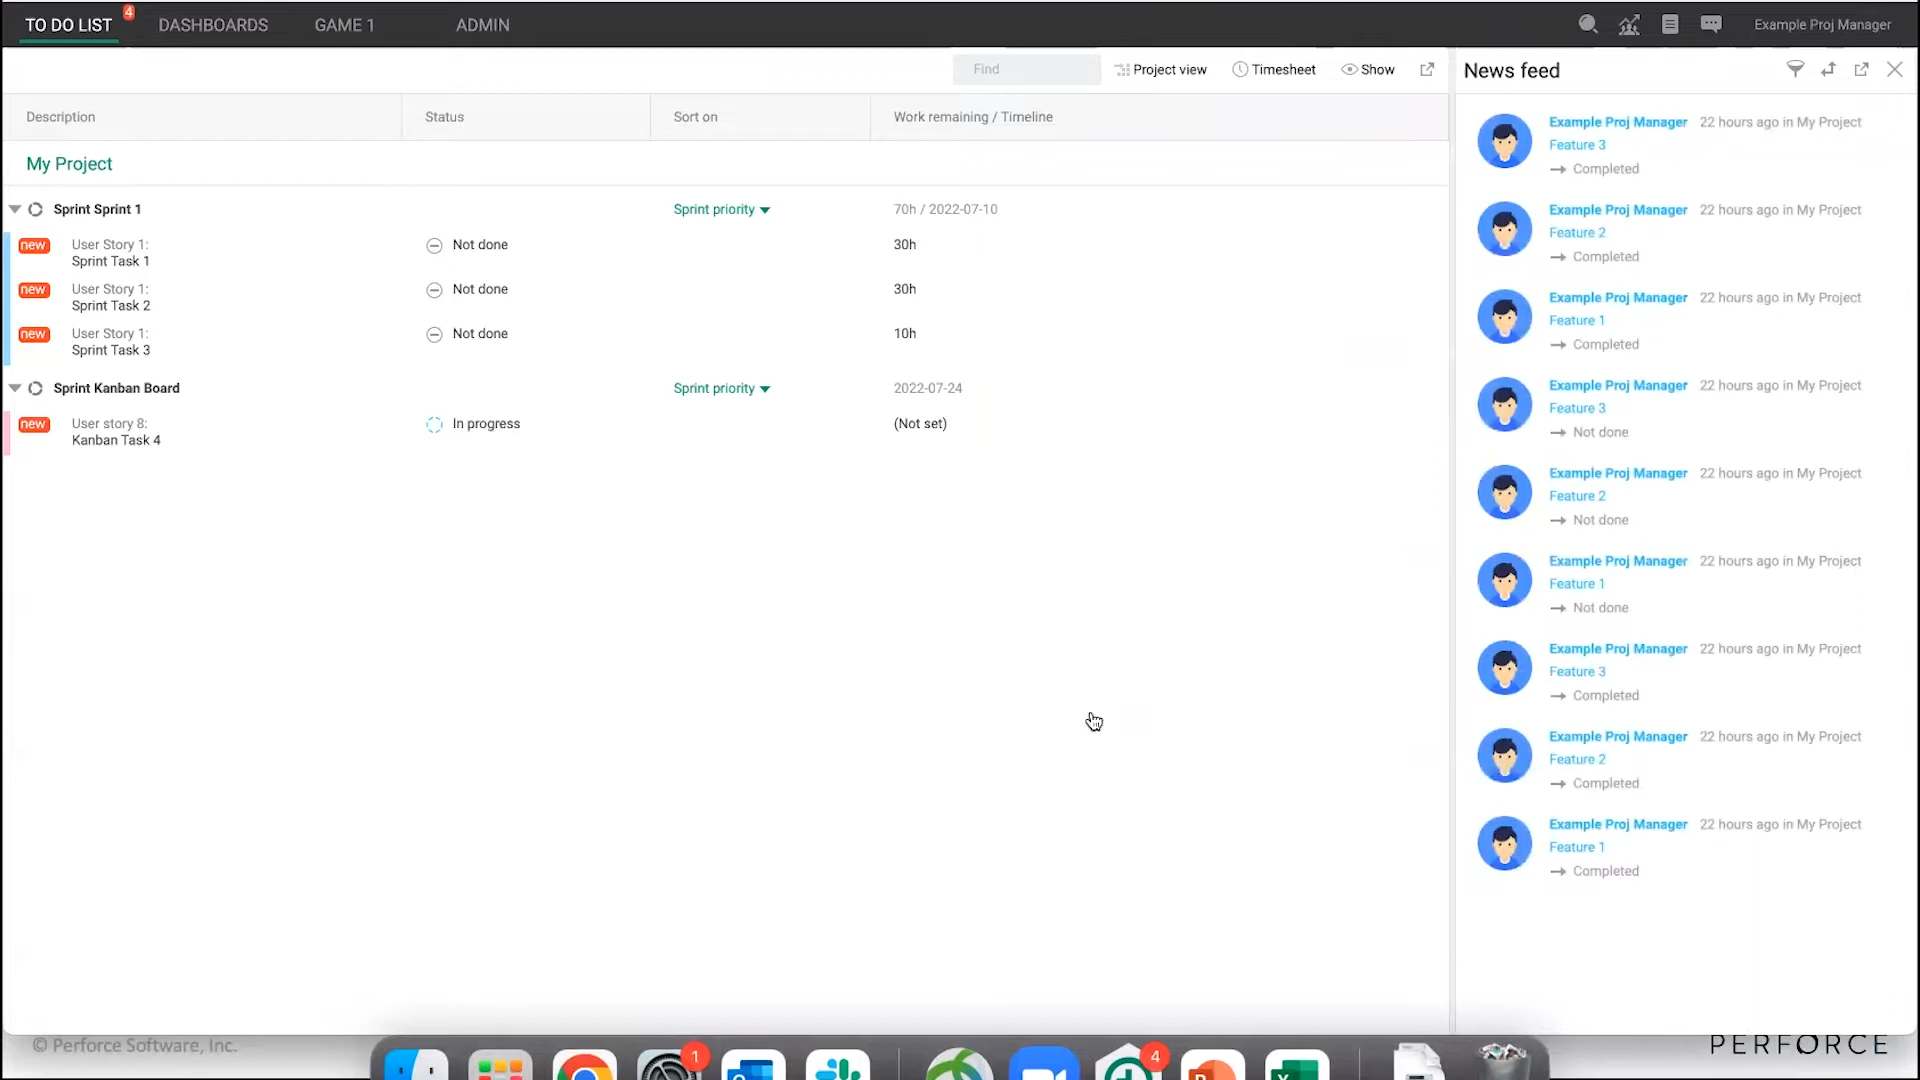 TO DO LIST 4 DASHBOARDS GAME 1 ADMIN Example Proj Manager
Find Project view Timesheet Show
Description Status Sort on Work remaining / Timeline
My Project
Sprint Sprint 1 Sprint priority 70h / 2022-07-10
new User Story 1: Not done 30h
Sprint Task 1
new User Story 1: Not done 30h
Sprint Task 2
new User Story 1: Not done 10h
Sprint Task 3
Sprint Kanban Board Sprint priority 2022-07-24
new User story 8: In progress (Not set)
Kanban Task 4
News feed
Example Proj Manager 22 hours ago in My Project
Feature 3
Completed
Example Proj Manager 22 hours ago in My Project
Feature 2
Completed
Example Proj Manager 22 hours ago in My Project
Feature 1
Completed
Example Proj Manager 22 hours ago in My Project
Feature 3
Not done
Example Proj Manager 22 hours ago in My Project
Feature 2
Not done
Example Proj Manager 22 hours ago in My Project
Feature 1
Not done
Example Proj Manager 22 hours ago in My Project
Feature 3
Completed
Example Proj Manager 22 hours ago in My Project
Feature 2
Completed
Example Proj Manager 22 hours ago in My Project
Feature 1
Completed
© Perforce Software, Inc.
1
4
PERFORCE